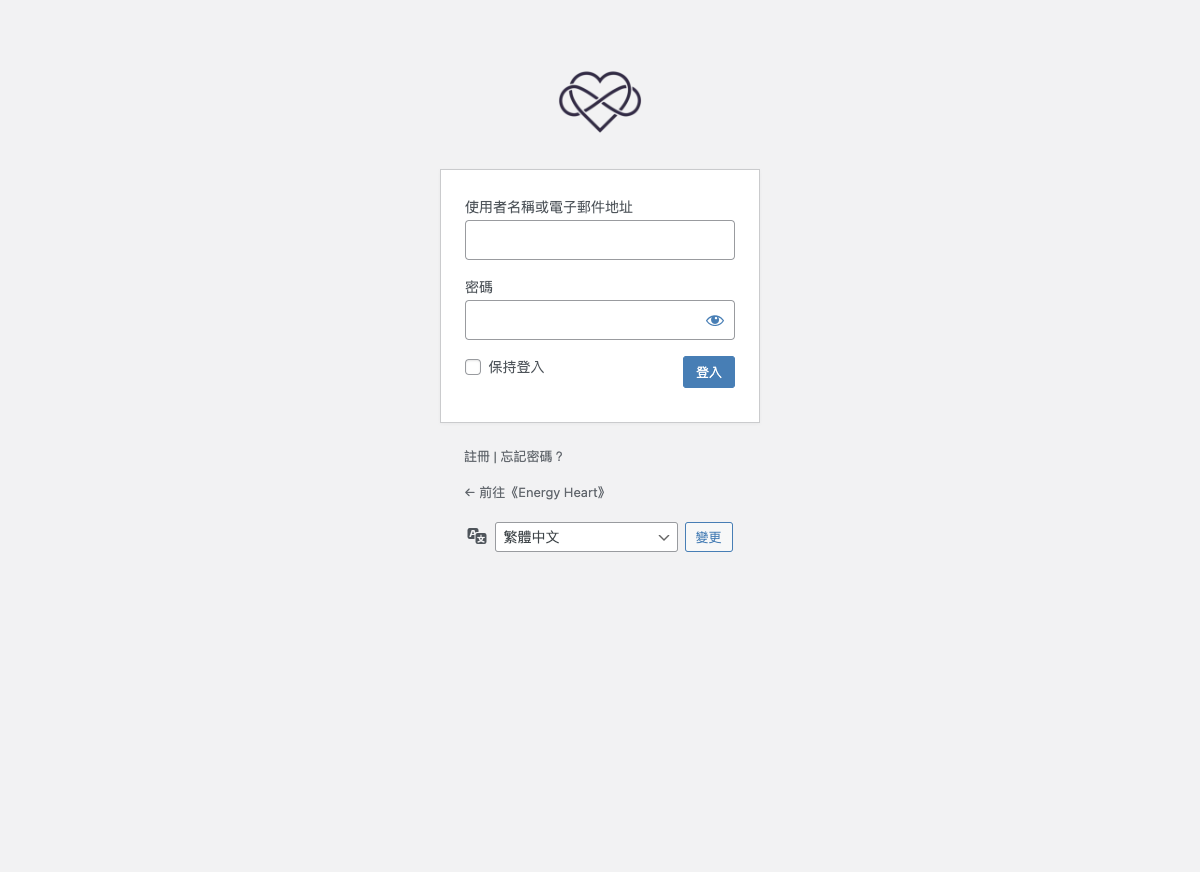 使用者名稱或電子郵件地址
密碼
保持登入
登入
註冊 | 忘記密碼？
← 前往《Energy Heart》
繁體中文
變更